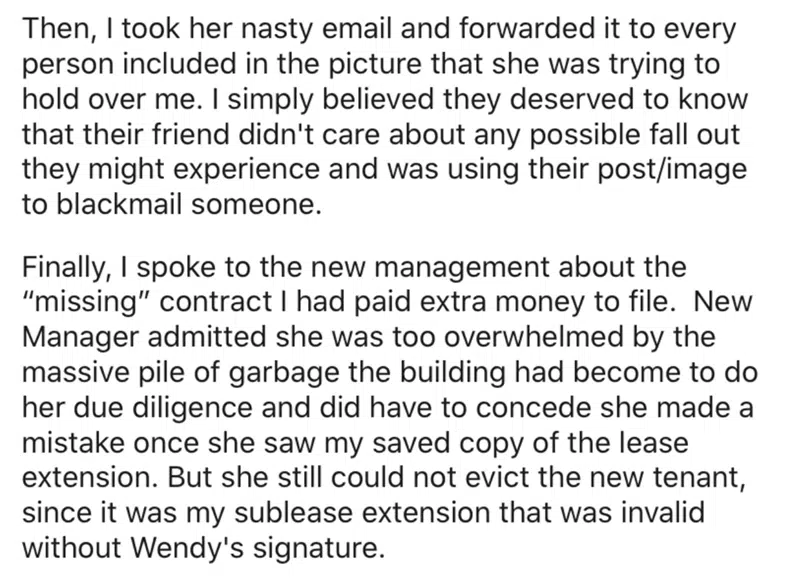 Then, I took her nasty email and forwarded it to every
person included in the picture that she was trying to
hold over me. I simply believed they deserved to know
that their friend didn't care about any possible fall out
they might experience and was using their post/image
to blackmail someone.
Finally, I spoke to the new management about the
“missing” contract I had paid extra money to file.  New
Manager admitted she was too overwhelmed by the
massive pile of garbage the building had become to do
her due diligence and did have to concede she made a
mistake once she saw my saved copy of the lease
extension. But she still could not evict the new tenant,
since it was my sublease extension that was invalid
without Wendy's signature.